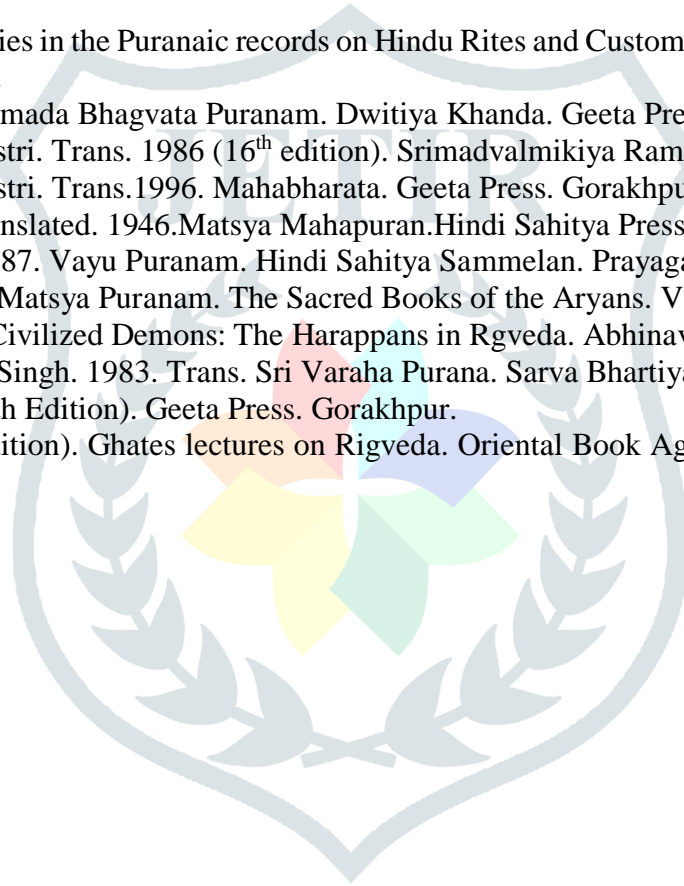 ies in the Puranaic records on Hindu Rites and Custom
mada Bhagvata Puranam. Dwitiya Khanda. Geeta Pre
stri. Trans. 1986 (16th edition). Srimadvalmikiya Ram
stri. Trans.1996. Mahabharata. Geeta Press. Gorakhpu
nslated. 1946.Matsya Mahapuran.Hindi Sahitya Press
87. Vayu Puranam. Hindi Sahitya Sammelan. Prayaga
Matsya Puranam. The Sacred Books of the Aryans. V
Civilized Demons: The Harappans in Rgveda. Abhinav
Singh. 1983. Trans. Sri Varaha Purana. Sarva Bhartiya
th Edition). Geeta Press. Gorakhpur.
lition). Ghates lectures on Rigveda. Oriental Book Ag
JETIR